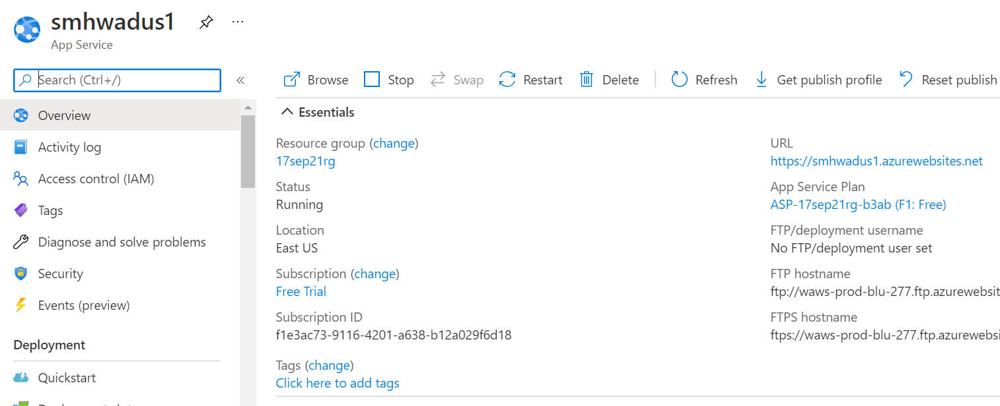 smhwadus1
App Service
Search (Ctrl+/)
Overview
Activity log
Access control (IAM)
Tags
Diagnose and solve problems
Security
Events (preview)
Deployment
Quickstart
Browse
Stop
Swap
Restart
Delete
Refresh
Get publish profile
Reset publish
Essentials
Resource group (change)
17sep21rg
Status
Running
Location
East US
Subscription (change)
Free Trial
Subscription ID
f1e3ac73-9116-4201-a638-b12a029f6d18
Tags (change)
Click here to add tags
URL
https://smhwadus1.azurewebsites.net
App Service Plan
ASP-17sep21rg-b3ab (F1: Free)
FTP/deployment username
No FTP/deployment user set
FTP hostname
ftp://waws-prod-blu-277.ftp.azurewebsit
FTPS hostname
ftps://waws-prod-blu-277.ftp.azurewebsi